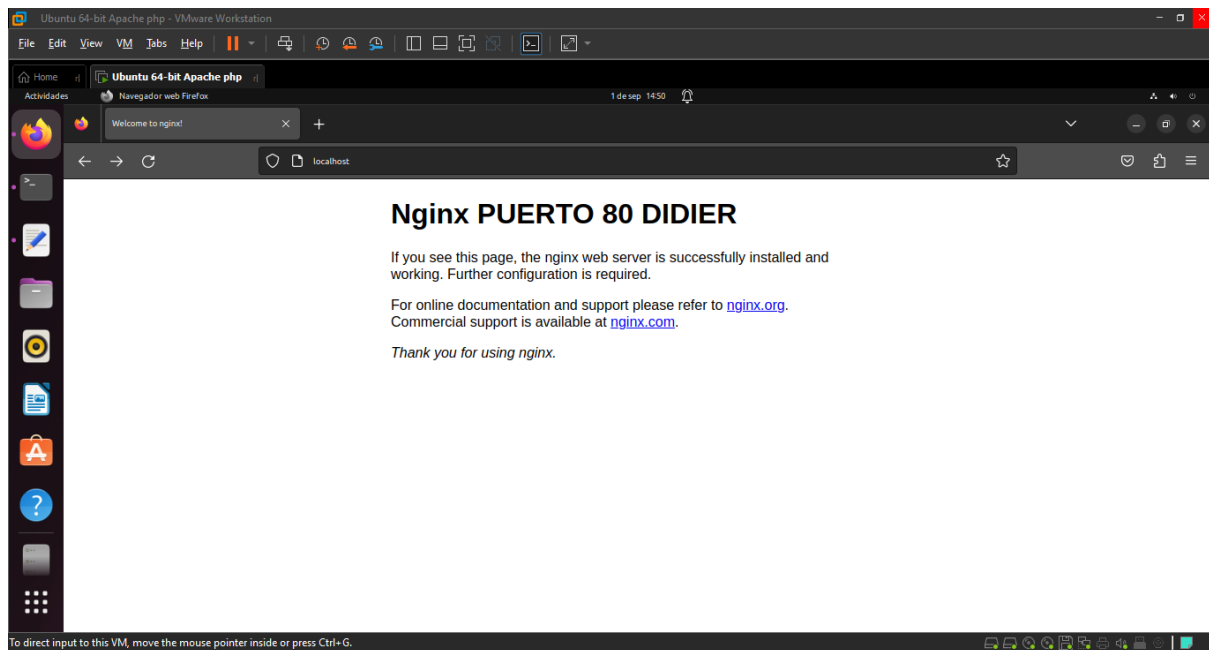 Ubuntu 64-bit Apache php - VMware Workstation
File Edit View VM Tabs Help
Home
Ubuntu 64-bit Apache php
Actividades Navegador web Firefox 1 de sep 14:50
Welcome to nginx!
localhost
Nginx PUERTO 80 DIDIER
If you see this page, the nginx web server is successfully installed and
working. Further configuration is required.
For online documentation and support please refer to nginx.org.
Commercial support is available at nginx.com.
Thank you for using nginx.
To direct input to this VM, move the mouse pointer inside or press Ctrl+G.